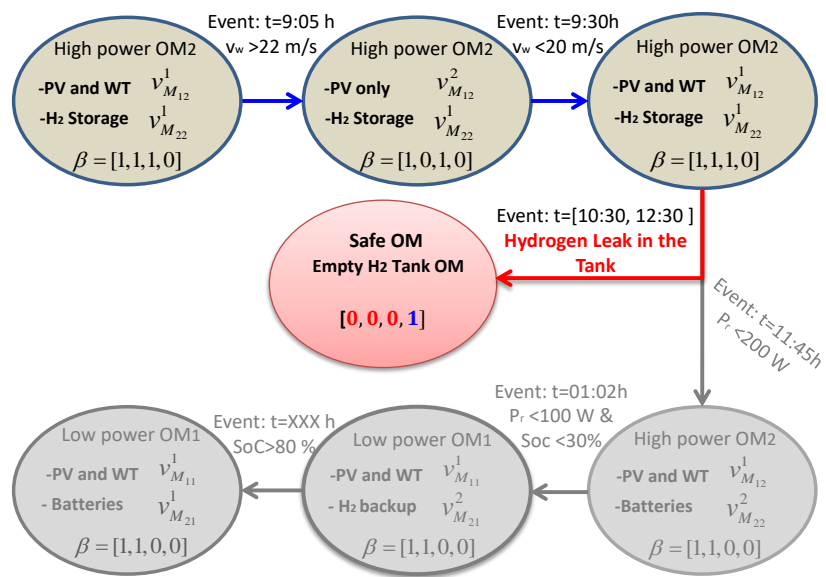 Event: t=9:05 h
vw >22 m/s
Event: t=9:30h
vw <20 m/s
High power OM2
-PV and WT v¹M₁₂
-H2 Storage v¹M₂₂
β = [1,1,1,0]
High power OM2
-PV only v²M₁₂
-H2 Storage v¹M₂₂
β = [1,0,1,0]
High power OM2
-PV and WT v¹M₁₂
-H2 Storage v¹M₂₂
β = [1,1,1,0]
Event: t=[10:30, 12:30 ]
Hydrogen Leak in the
Tank
Safe OM
Empty H2 Tank OM
[0, 0, 0, 1]
Event: t=11:45h
Pr <200 W
Event: t=01:02h
Pr <100 W &
Soc <30%
Event: t=XXX h
SoC>80 %
Low power OM1
-PV and WT v¹M₁₁
- Batteries v¹M₂₁
β = [1,1,0,0]
Low power OM1
-PV and WT v¹M₁₁
- H2 backup v²M₂₁
β = [1,1,0,0]
High power OM2
-PV and WT v¹M₁₂
-Batteries v²M₂₂
β = [1,1,0,0]